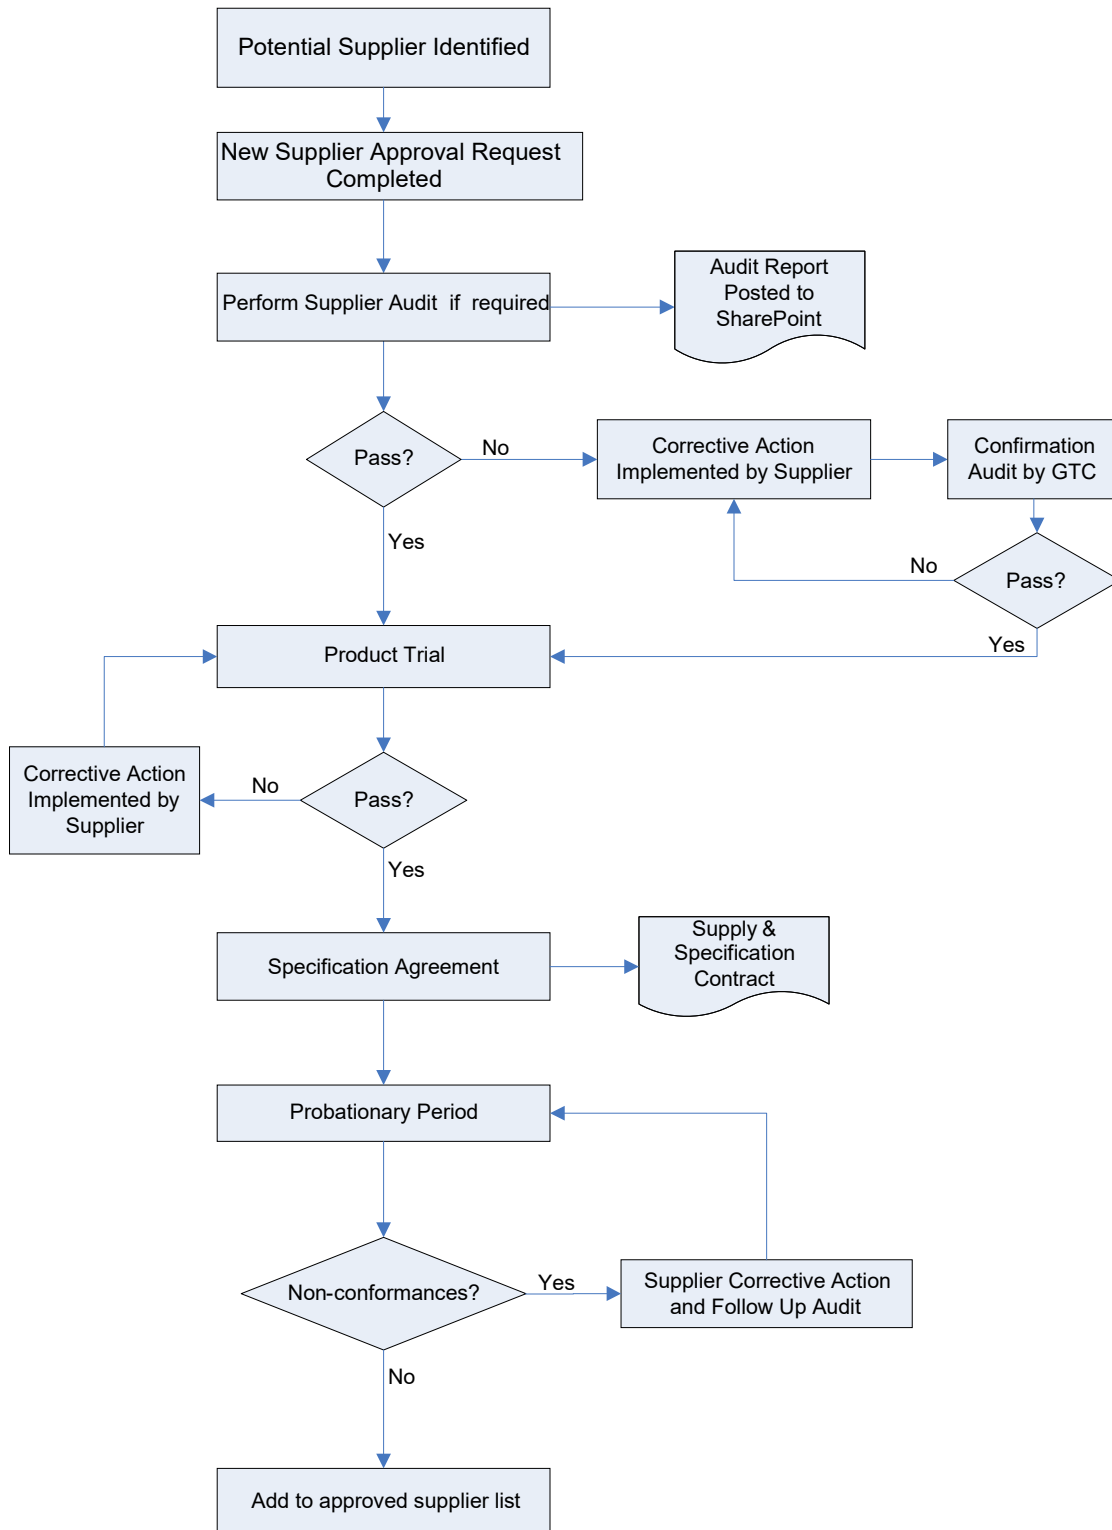 Potential Supplier Identified
New Supplier Approval Request
Completed
Perform Supplier Audit if required
Audit Report
Posted to
SharePoint
Pass?
No
Corrective Action
Implemented by Supplier
Confirmation
Audit by GTC
Yes
No
Pass?
Yes
Product Trial
Corrective Action
Implemented by
Supplier
No
Pass?
Yes
Specification Agreement
Supply &
Specification
Contract
Probationary Period
Non-conformances?
Yes
Supplier Corrective Action
and Follow Up Audit
No
Add to approved supplier list